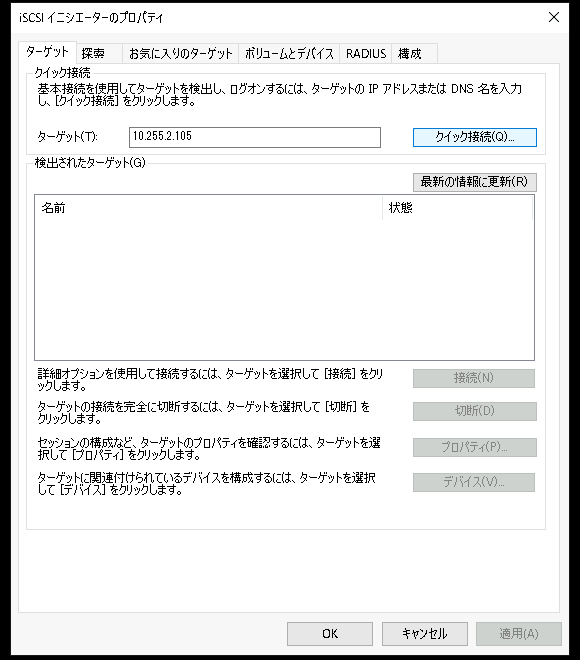 iSCSI イニシエーターのプロパティ
ターゲット 探索 お気に入りのターゲット ボリュームとデバイス RADIUS 構成
クイック接続
基本接続を使用してターゲットを検出し、ログオンするには、ターゲットの IP アドレスまたは DNS 名を入力
し、[クイック接続] をクリックします。
ターゲット(T): 10.255.2.105 クイック接続(Q)...
検出されたターゲット(G)
最新の情報に更新(R)
名前 状態
詳細オプションを使用して接続するには、ターゲットを選択して [接続] をクリ
ックします。
接続(N)
ターゲットの接続を完全に切断するには、ターゲットを選択して [切断] を
クリックします。
切断(D)
セッションの構成など、ターゲットのプロパティを確認するには、ターゲットを選
択して [プロパティ] をクリックします。
プロパティ(P)...
ターゲットに関連付けられているデバイスを構成するには、ターゲットを選択
して [デバイス] をクリックします。
デバイス(V)...
OK キャンセル 適用(A)